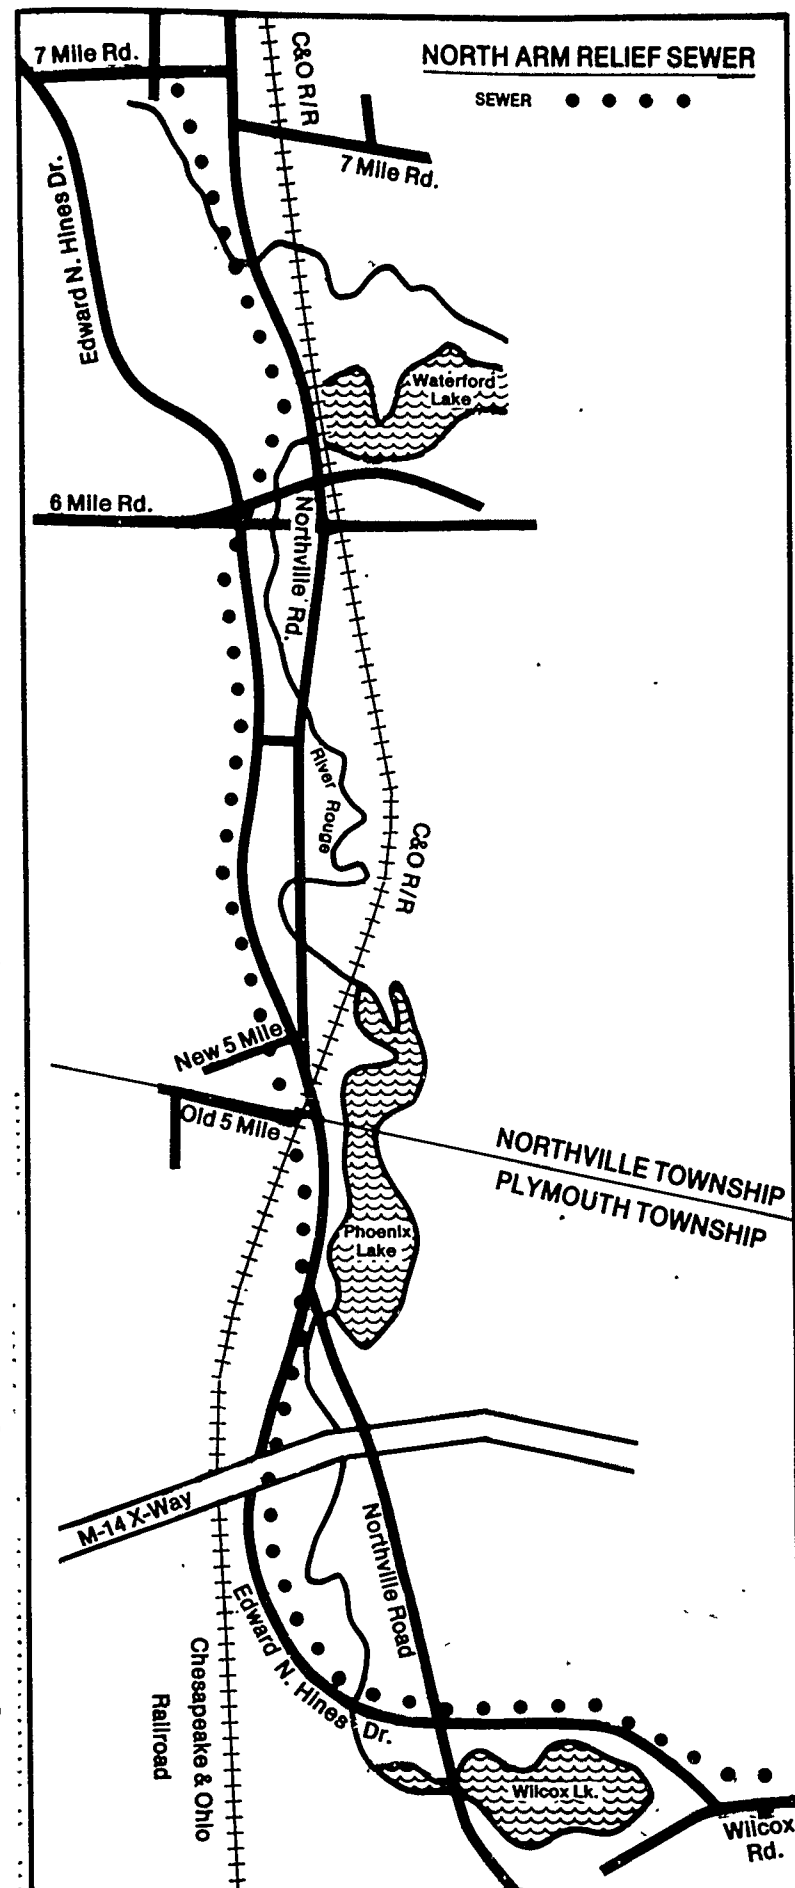 7 Mile Rd.
C&O R/R
NORTH ARM RELIEF SEWER
SEWER
7 Mile Rd.
Edward N. Hines Dr.
Waterford
Lake
6 Mile Rd.
Northville Rd.
River Rouge
C&O R/R
New 5 Mile
Old 5 Mile
NORTHVILLE TOWNSHIP
PLYMOUTH TOWNSHIP
Phoenix
Lake
M-14 X-Way
Northville Road
Edward N. Hines Dr.
Chesapeake & Ohio
Railroad
Wilcox Lk.
Wilcox
Rd.